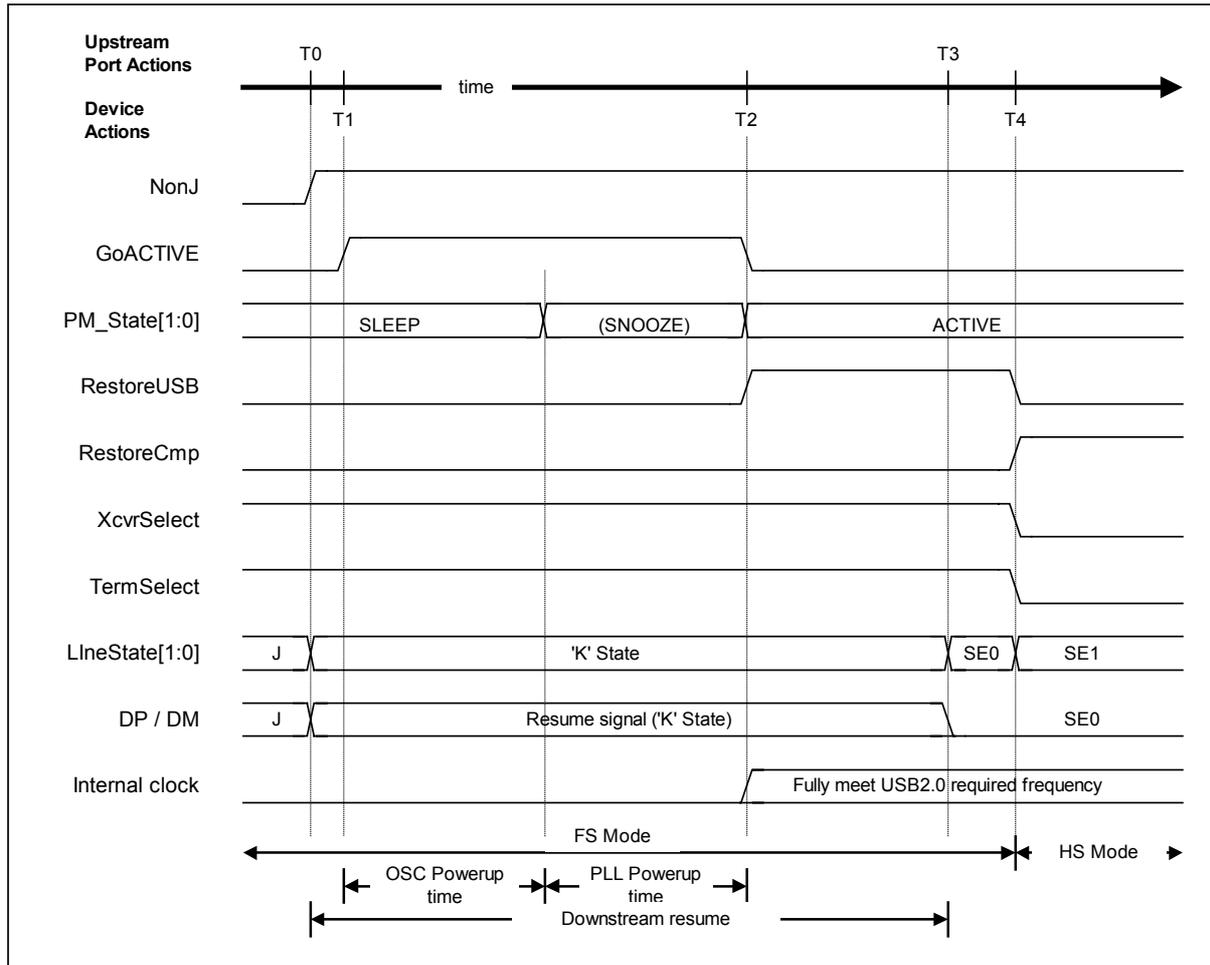 Upstream
Port Actions
T0
T3
time
Device
Actions
T1
T2
T4
NonJ
GoACTIVE
PM_State[1:0]
SLEEP
(SNOOZE)
ACTIVE
RestoreUSB
RestoreCmp
XcvrSelect
TermSelect
LIneState[1:0]
J
'K' State
SE0
SE1
DP / DM
J
Resume signal ('K' State)
SE0
Internal clock
Fully meet USB2.0 required frequency
FS Mode
HS Mode
OSC Powerup
time
PLL Powerup
time
Downstream resume